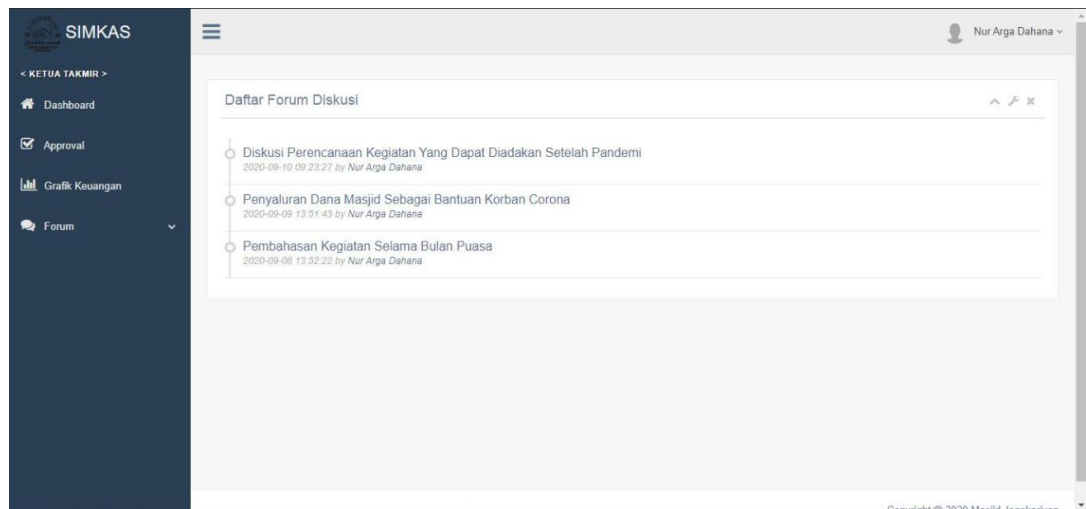 SIMKAS
Nur Arga Dahana
< KETUA TAKMIR >
Dashboard
Approval
Grafik Keuangan
Forum
Daftar Forum Diskusi
Diskusi Perencanaan Kegiatan Yang Dapat Diadakan Setelah Pandemi
2020-09-10 09:23:27 by Nur Arga Dahana
Penyaluran Dana Masjid Sebagai Bantuan Korban Corona
2020-09-09 13:51:43 by Nur Arga Dahana
Pembahasan Kegiatan Selama Bulan Puasa
2020-09-08 13:52:22 by Nur Arga Dahana
Copyright © 2020 Masjid